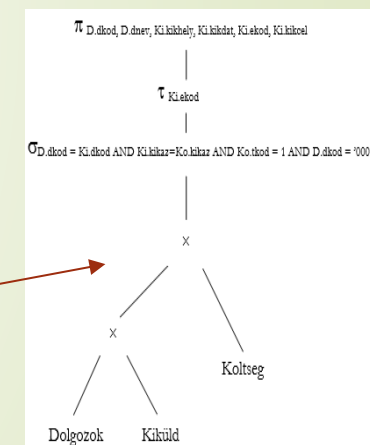 π D.dkod, D.dnev, Ki.kikhely, Ki.kikdat, Ki.ekod, Ki.kikcel
τ Ki.ekod
σD.dkod = Ki.dkod AND Ki.kikaz=Ko.kikaz AND Ko.tkod = 1 AND D.dkod = '000
x
x
Koltseg
Dolgozok Kiküld